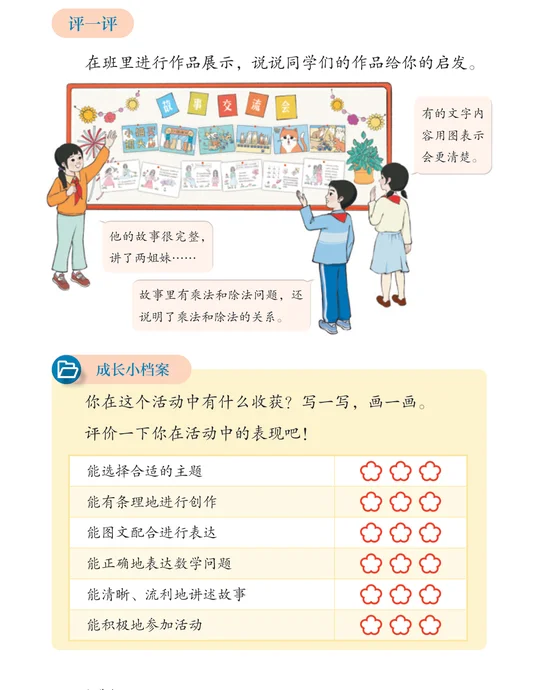 评一评
在班里进行作品展示，说说同学们的作品给你的启发。
故事交流会
有的文字内
容用图表示
会更清楚。
他的故事很完整，
讲了两姐妹……
故事里有乘法和除法问题，还
说明了乘法和除法的关系。
成长小档案
你在这个活动中有什么收获？写一写，画一画。
评价一下你在活动中的表现吧！
能选择合适的主题
能有条理地进行创作
能图文配合进行表达
能正确地表达数学问题
能清晰、流利地讲述故事
能积极地参加活动